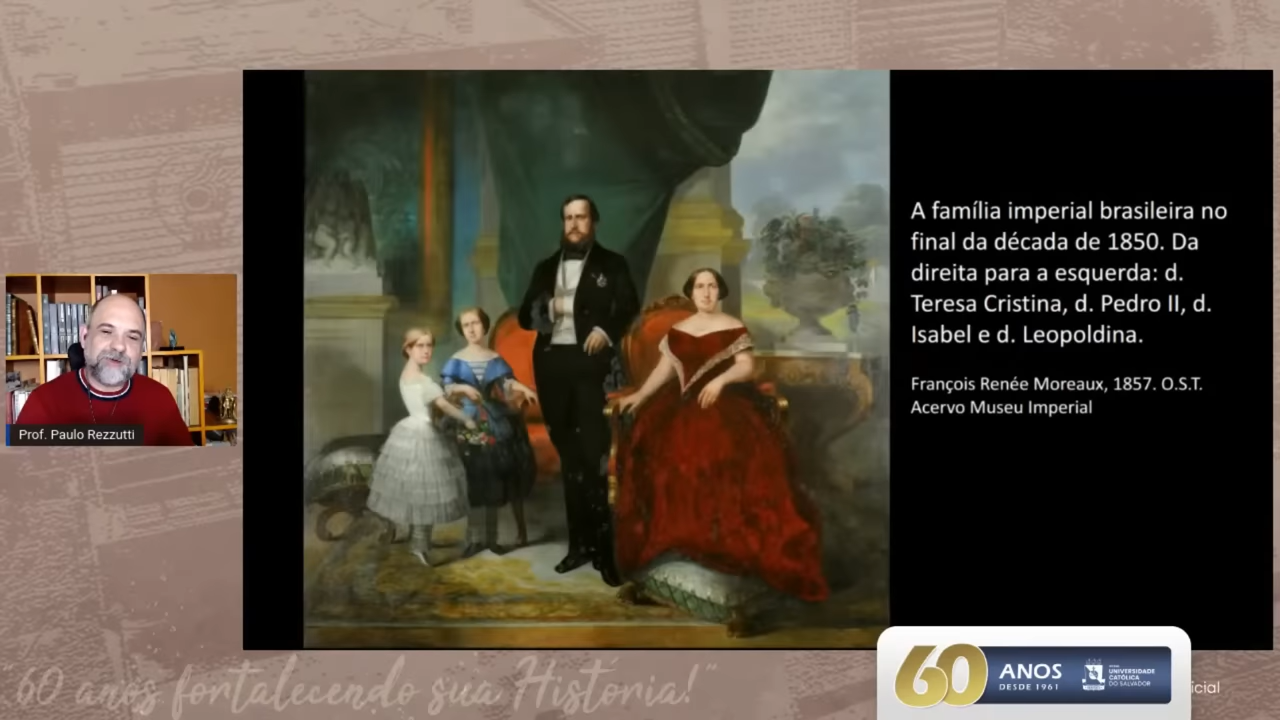 A família imperial brasileira no
final da década de 1850. Da
direita para a esquerda: d.
Teresa Cristina, d. Pedro II, d.
Isabel e d. Leopoldina.
François Renée Moreaux, 1857. O.S.T.
Acervo Museu Imperial
Prof. Paulo Rezzutti
"60 anos fortalecendo sua História!"
60 ANOS
DESDE 1961
UNIVERSIDADE
CATÓLICA
DO SALVADOR
icial